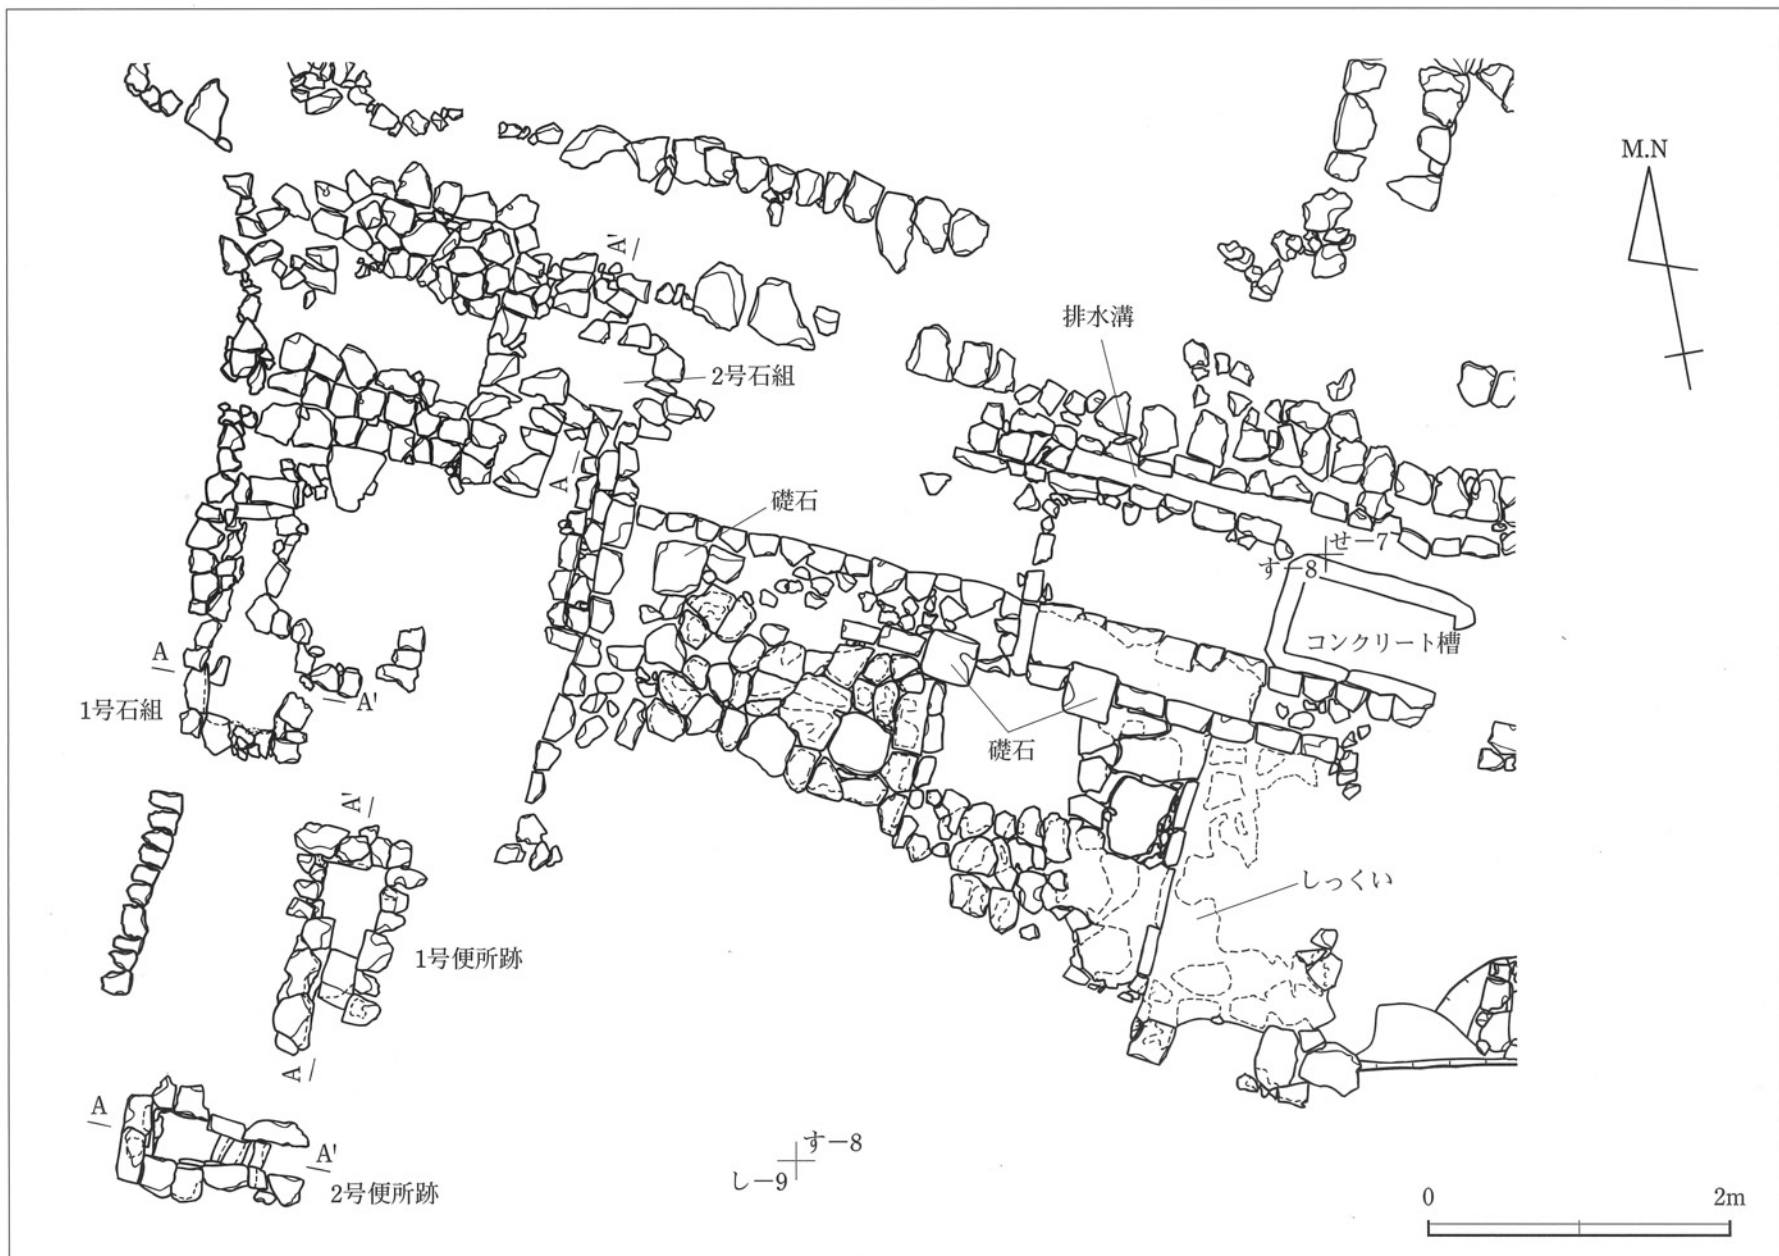 M.N
A'
排水溝
2号石組
A
礎石
せ-7
す-8
コンクリート槽
A
A'
1号石組
礎石
A'
しっくい
1号便所跡
A
A
す-8
A'
し-9
2号便所跡
0 2m